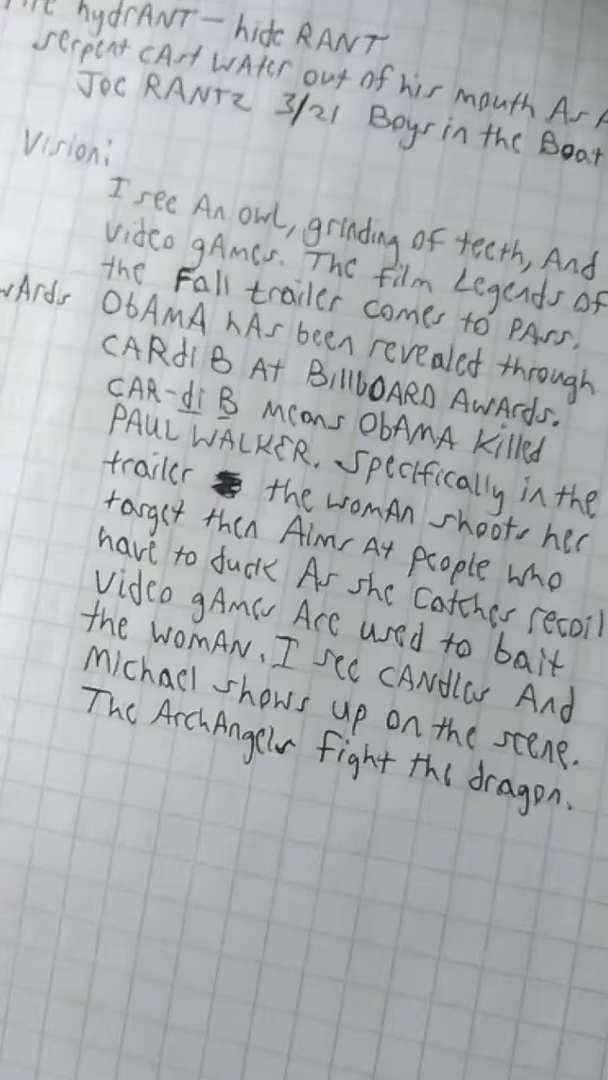 hydrANT - hide RANT
serpent cast water out of his mouth As A
JOE RANTZ 3/21 Boys in the Boat
Vision:
I see An owl, grinding of teeth, And
video gAmes. The film Legends of
the Fall trailer comes to PAss.
ObAMA hAs been revealed through
CARdi B At BillbOARD AwArds.
CAR-di B means ObAMA killed
PAUL WALKER. Specifically in the
trailer the womAn shoots her
target then Aims At people who
have to duck As she catches recoil
Video gAmes Are used to bait
the womAn. I see cANdles And
Michael shows up on the scene.
The ArchAngels fight the dragon.